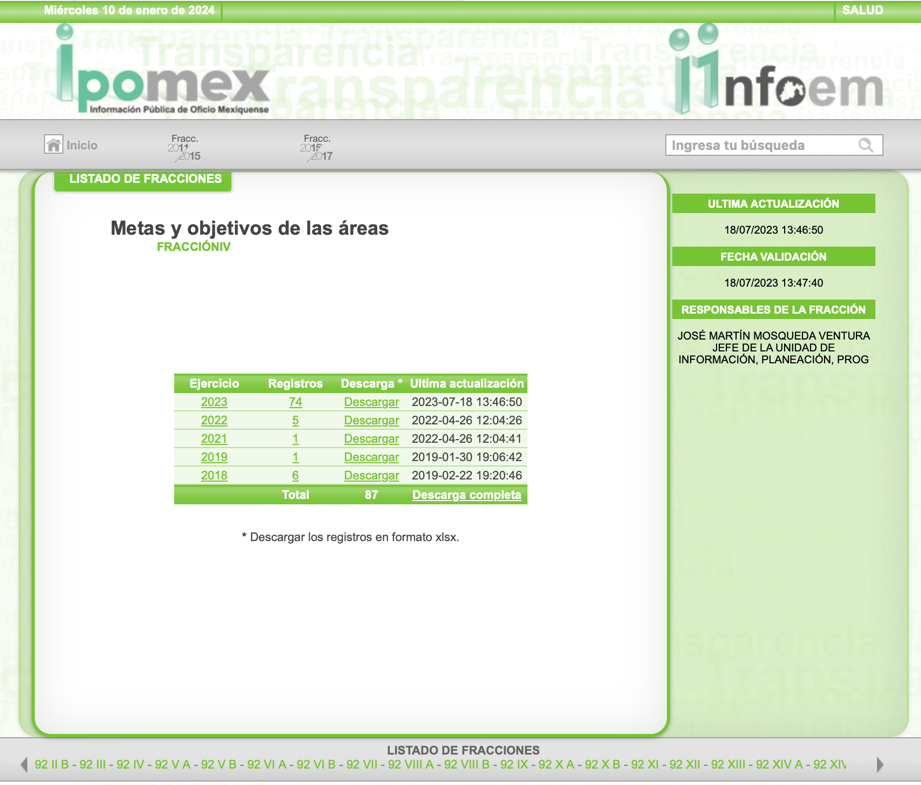 Miércoles 10 de enero de 2024
SALUD
ipomex
Información Pública de Oficio Mexiquense
infoem
Transparencia
Inicio
Fracc.
2015
Fracc.
2017
Ingresa tu búsqueda
LISTADO DE FRACCIONES
Metas y objetivos de las áreas
FRACCIÓNIV
Ejercicio Registros Descarga * Ultima actualización
2023 74 Descargar 2023-07-18 13:46:50
2022 5 Descargar 2022-04-26 12:04:26
2021 1 Descargar 2022-04-26 12:04:41
2019 1 Descargar 2019-01-30 19:06:42
2018 6 Descargar 2019-02-22 19:20:46
Total 87 Descarga completa
* Descargar los registros en formato xlsx.
ULTIMA ACTUALIZACIÓN
18/07/2023 13:46:50
FECHA VALIDACIÓN
18/07/2023 13:47:40
RESPONSABLES DE LA FRACCIÓN
JOSÉ MARTÍN MOSQUEDA VENTURA
JEFE DE LA UNIDAD DE
INFORMACIÓN, PLANEACIÓN, PROG
LISTADO DE FRACCIONES
92 II B - 92 III - 92 IV - 92 V A - 92 V B - 92 VI A - 92 VI B - 92 VII - 92 VIII A - 92 VIII B - 92 IX - 92 X A - 92 X B - 92 XI - 92 XII - 92 XIII - 92 XIV A - 92 XIV